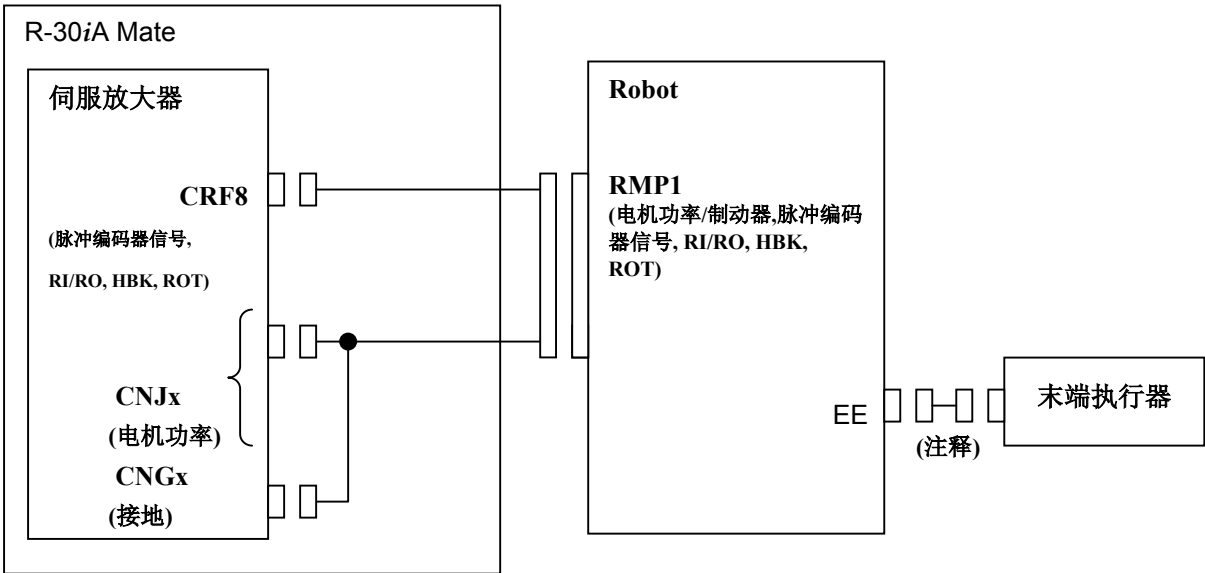 R-30iA Mate
伺服放大器
CRF8
(脉冲编码器信号,
RI/RO, HBK, ROT)
CNJx
(电机功率)
CNGx
(接地)
Robot
RMP1
(电机功率/制动器,脉冲编码
器信号, RI/RO, HBK,
ROT)
EE
(注释)
末端执行器